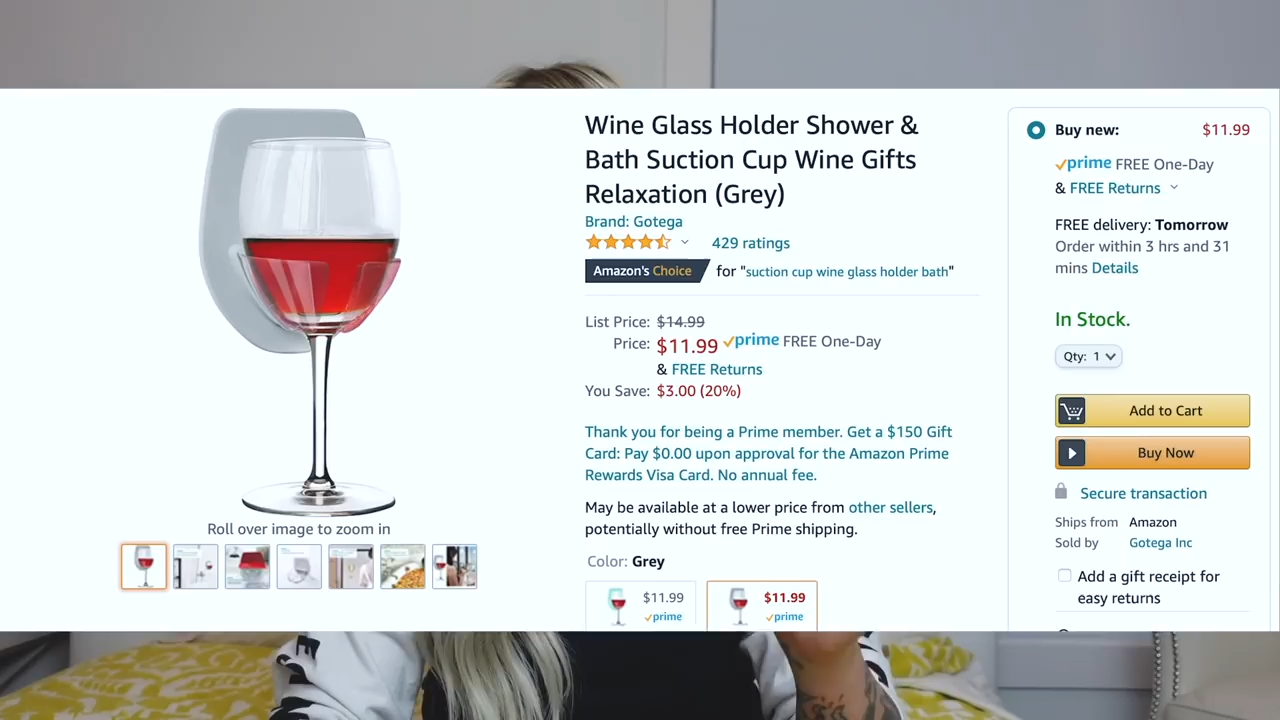 Wine Glass Holder Shower &
Bath Suction Cup Wine Gifts
Relaxation (Grey)
Brand: Gotega
429 ratings
Amazon's Choice for "suction cup wine glass holder bath"
List Price: $14.99
Price: $11.99 prime FREE One-Day
& FREE Returns
You Save: $3.00 (20%)
Thank you for being a Prime member. Get a $150 Gift
Card: Pay $0.00 upon approval for the Amazon Prime
Rewards Visa Card. No annual fee.
May be available at a lower price from other sellers,
potentially without free Prime shipping.
Color: Grey
$11.99
prime
$11.99
prime
Roll over image to zoom in
Buy new: $11.99
prime FREE One-Day
& FREE Returns
FREE delivery: Tomorrow
Order within 3 hrs and 31
mins Details
In Stock.
Qty: 1
Add to Cart
Buy Now
Secure transaction
Ships from Amazon
Sold by Gotega Inc
Add a gift receipt for
easy returns